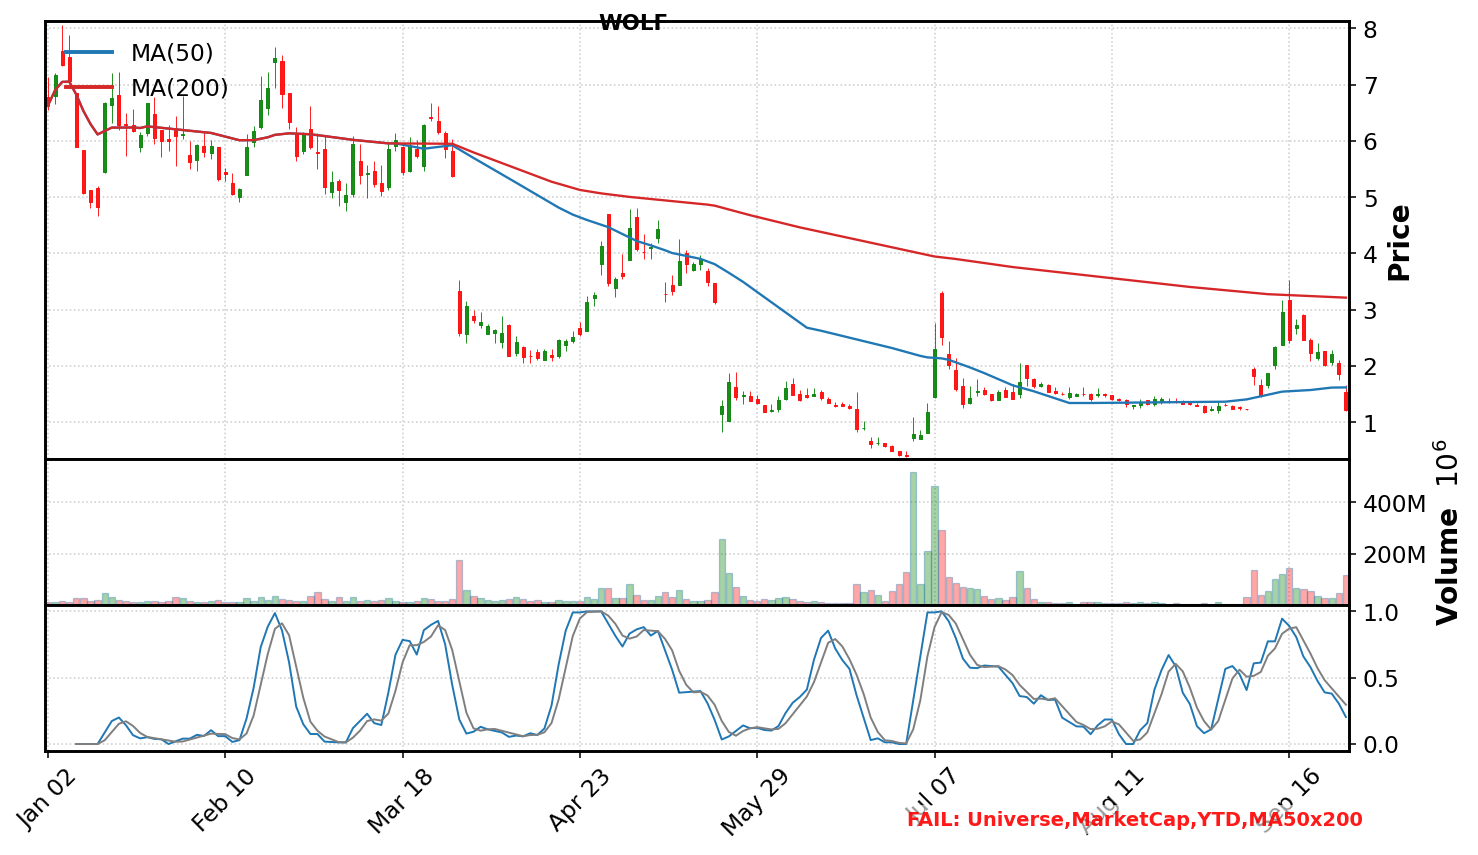 WOLF
MA(50)
MA(200)
8
7
6
5
4
3
2
1
Price
10^6
400M
200M
Volume
1.0
0.5
0.0
Jan 02
Feb 10
Mar 18
Apr 23
May 29
Jul 07
Aug 11
Sep 16
FAIL: Universe,MarketCap,YTD,MA50x200